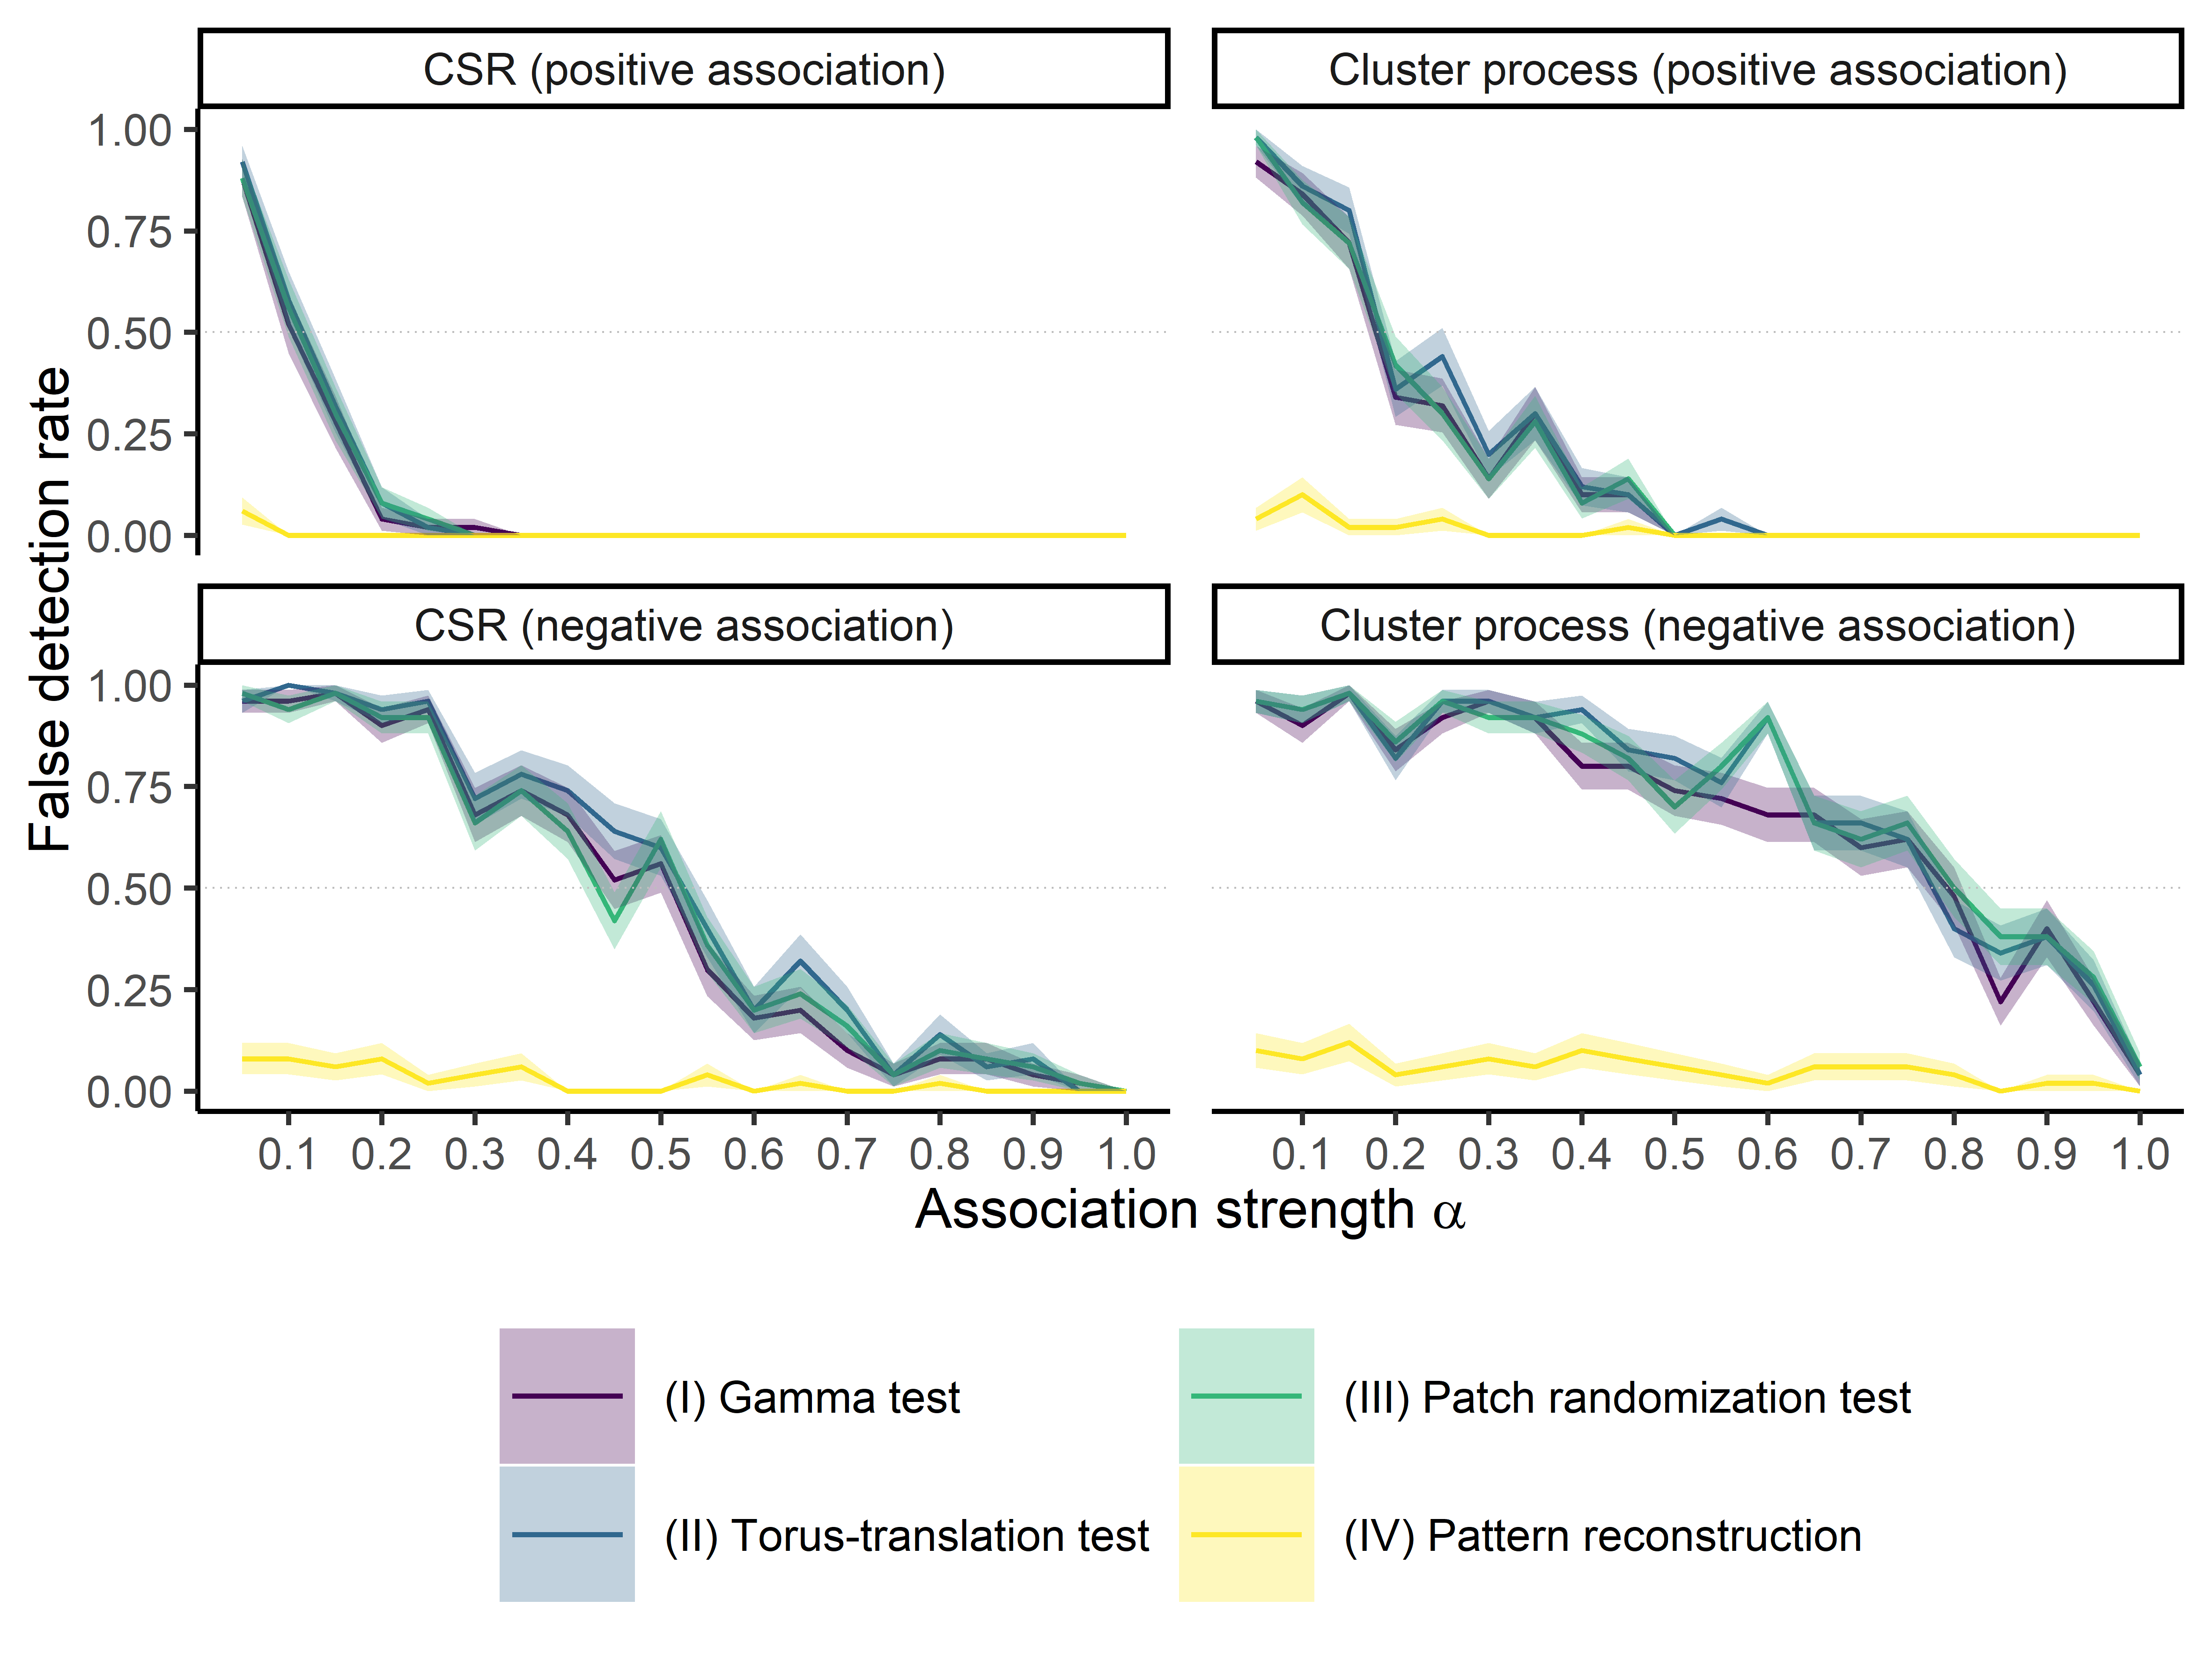 CSR (positive association)
Cluster process (positive association)
1.00
0.75
0.50
0.25
0.00
CSR (negative association)
Cluster process (negative association)
1.00
0.75
0.50
0.25
0.00
False detection rate
0.1 0.2 0.3 0.4 0.5 0.6 0.7 0.8 0.9 1.0
0.1 0.2 0.3 0.4 0.5 0.6 0.7 0.8 0.9 1.0
Association strength α
(I) Gamma test
(III) Patch randomization test
(II) Torus-translation test
(IV) Pattern reconstruction